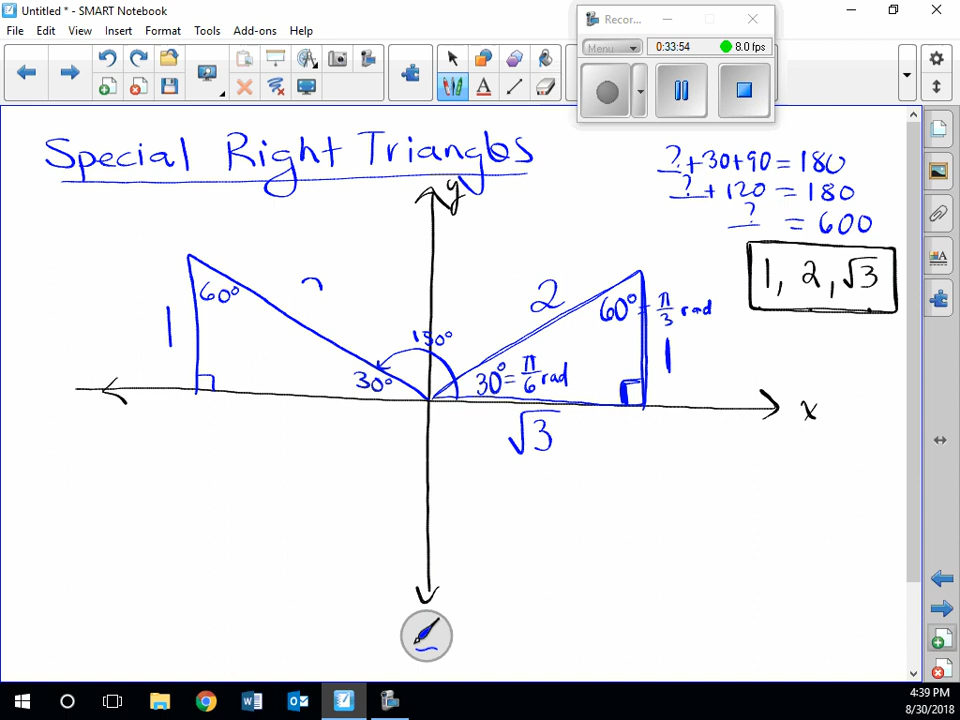 Untitled * - SMART Notebook
File Edit View Insert Format Tools Add-ons Help
Recor...
Menu
0:33:54
8.0 fps
Special Right Triangles
? + 30 + 90 = 180
? + 120 = 180
? = 600
1, 2, √3
y
60°
1
150°
30°
2
60° = π/3 rad
30° = π/6 rad
1
√3
x
4:39 PM
8/30/2018